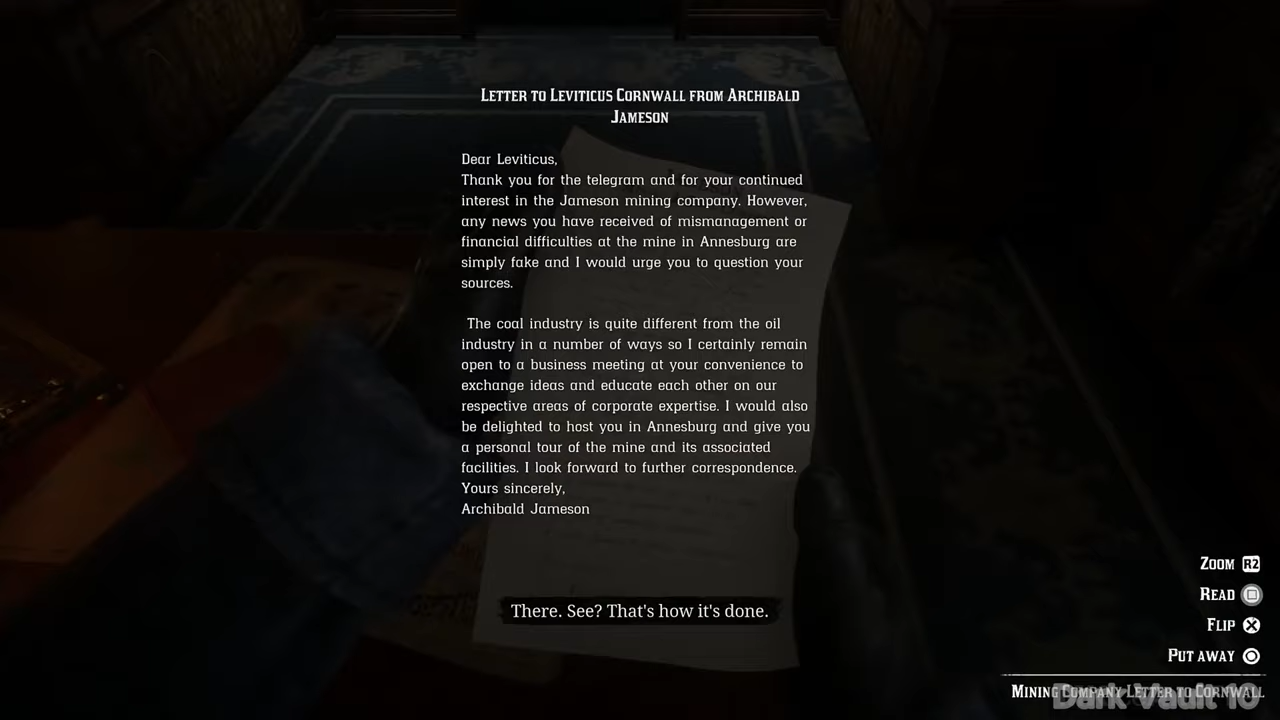 Letter to Leviticus Cornwall from Archibald
Jameson
Dear Leviticus,
Thank you for the telegram and for your continued
interest in the Jameson mining company. However,
any news you have received of mismanagement or
financial difficulties at the mine in Annesburg are
simply fake and I would urge you to question your
sources.
The coal industry is quite different from the oil
industry in a number of ways so I certainly remain
open to a business meeting at your convenience to
exchange ideas and educate each other on our
respective areas of corporate expertise. I would also
be delighted to host you in Annesburg and give you
a personal tour of the mine and its associated
facilities. I look forward to further correspondence.
Yours sincerely,
Archibald Jameson
There. See? That's how it's done.
Zoom R2
Read
Flip
Put away
Mining Company Letter to Cornwall
Dark Vault 10